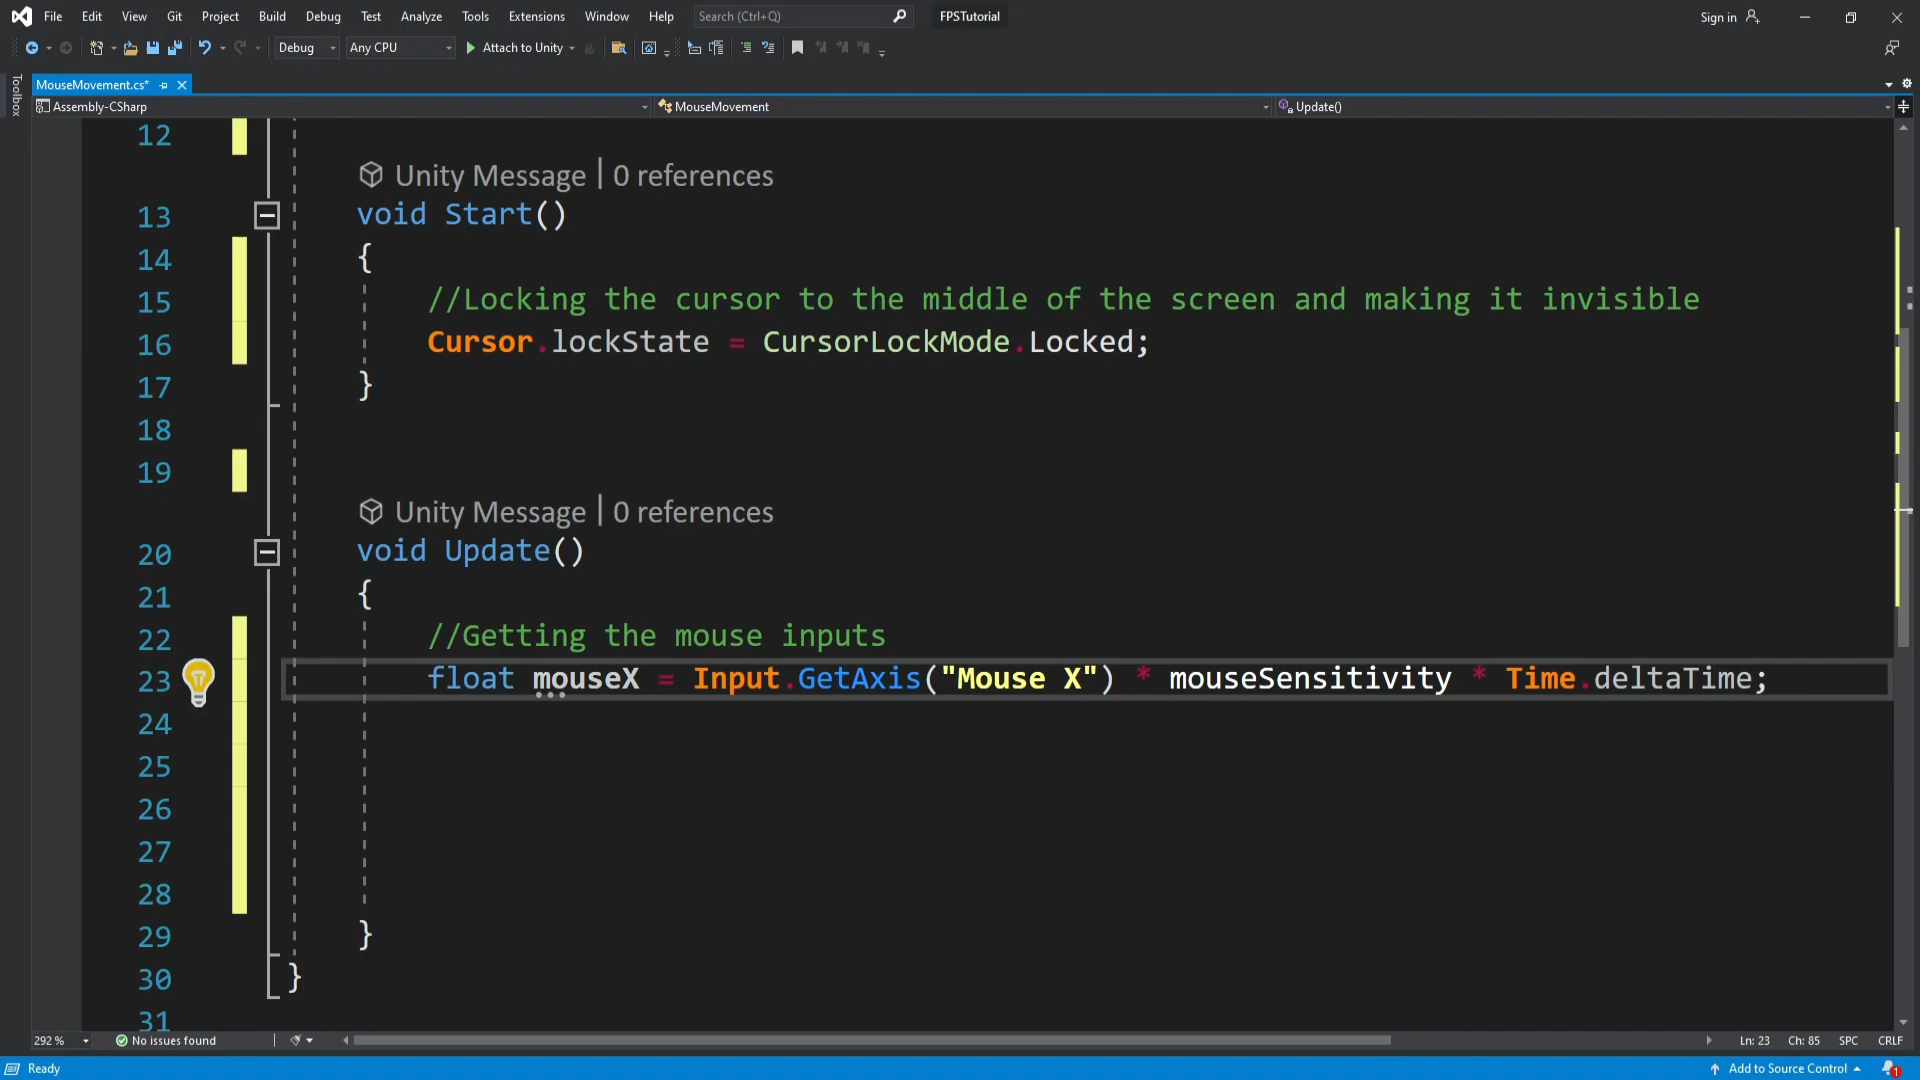 File Edit View Git Project Build Debug Test Analyze Tools Extensions Window Help Search (Ctrl+Q) FPSTutorial Sign in
Debug Any CPU Attach to Unity
Toolbox
MouseMovement.cs*
Assembly-CSharp MouseMovement Update()
12
Unity Message | 0 references
13 void Start()
14 {
15 //Locking the cursor to the middle of the screen and making it invisible
16 Cursor.lockState = CursorLockMode.Locked;
17 }
18
19
Unity Message | 0 references
20 void Update()
21 {
22 //Getting the mouse inputs
23 float mouseX = Input.GetAxis("Mouse X") * mouseSensitivity * Time.deltaTime;
24
25
26
27
28
29 }
30 }
31
292 % No issues found Ln: 23 Ch: 85 SPC CRLF
Ready Add to Source Control 1